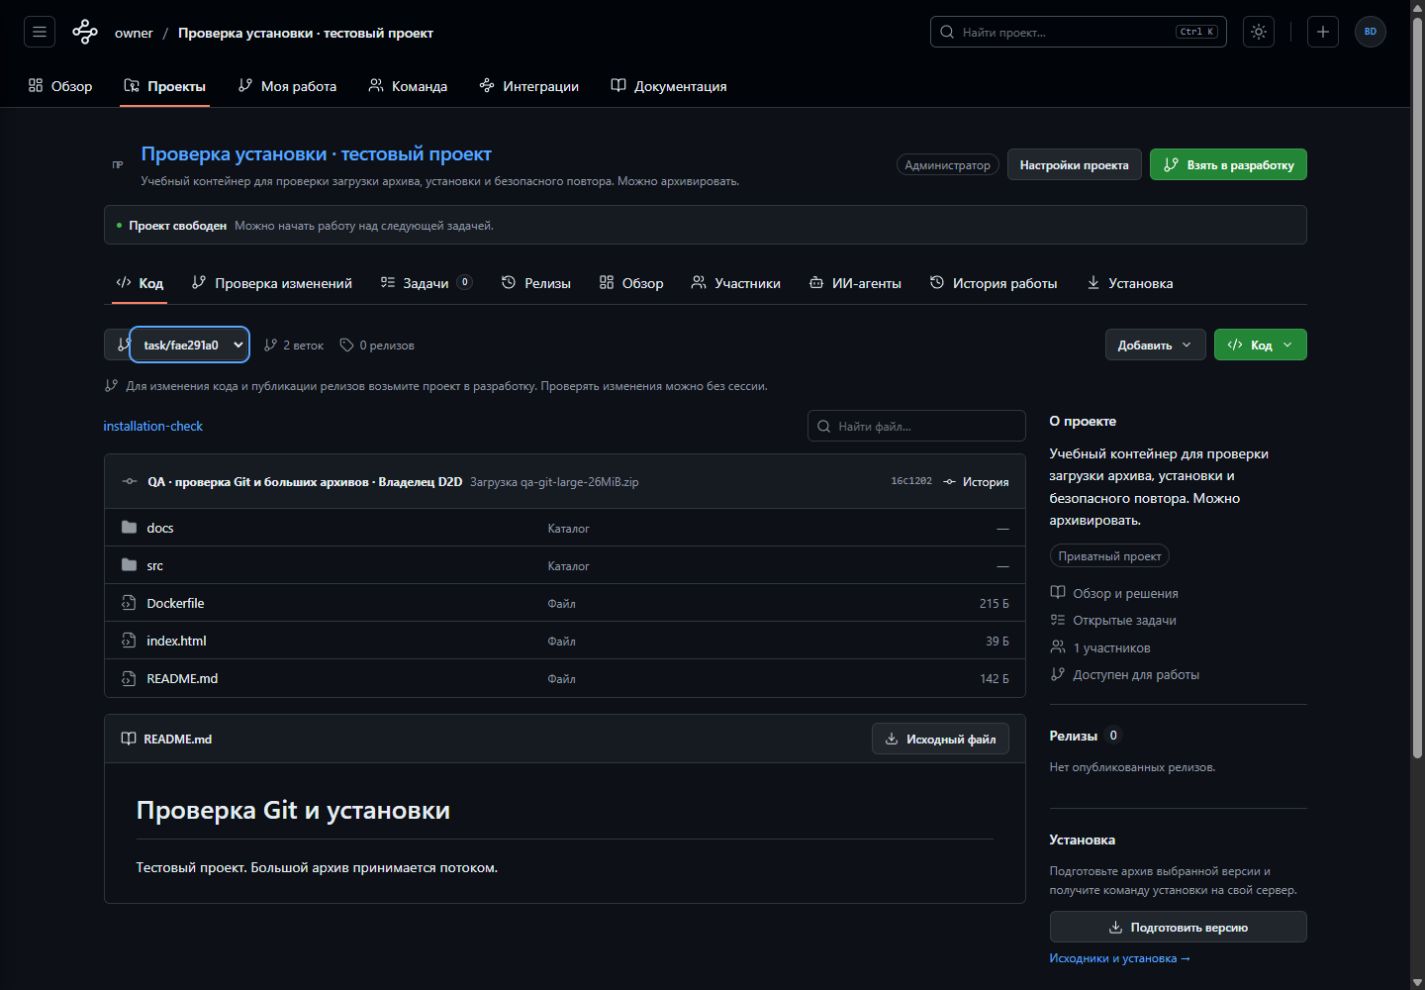 owner / Проверка установки · тестовый проект
Найти проект... Ctrl K
BD
Обзор Проекты Моя работа Команда Интеграции Документация
ПР
Проверка установки · тестовый проект
Учебный контейнер для проверки загрузки архива, установки и безопасного повтора. Можно архивировать.
Администратор Настройки проекта Взять в разработку
Проект свободен Можно начать работу над следующей задачей.
Код Проверка изменений Задачи 0 Релизы Обзор Участники ИИ-агенты История работы Установка
task/fae291a0 2 веток 0 релизов Добавить Код
Для изменения кода и публикации релизов возьмите проект в разработку. Проверять изменения можно без сессии.
installation-check Найти файл...
QA · проверка Git и больших архивов · Владелец D2D Загрузка qa-git-large-26MiB.zip 16c1202 История
docs Каталог —
src Каталог —
Dockerfile Файл 215 Б
index.html Файл 39 Б
README.md Файл 142 Б
README.md Исходный файл
Проверка Git и установки
Тестовый проект. Большой архив принимается потоком.
О проекте
Учебный контейнер для проверки
загрузки архива, установки и
безопасного повтора. Можно
архивировать.
Приватный проект
Обзор и решения
Открытые задачи
1 участников
Доступен для работы
Релизы 0
Нет опубликованных релизов.
Установка
Подготовьте архив выбранной версии и
получите команду установки на свой сервер.
Подготовить версию
Исходники и установка →